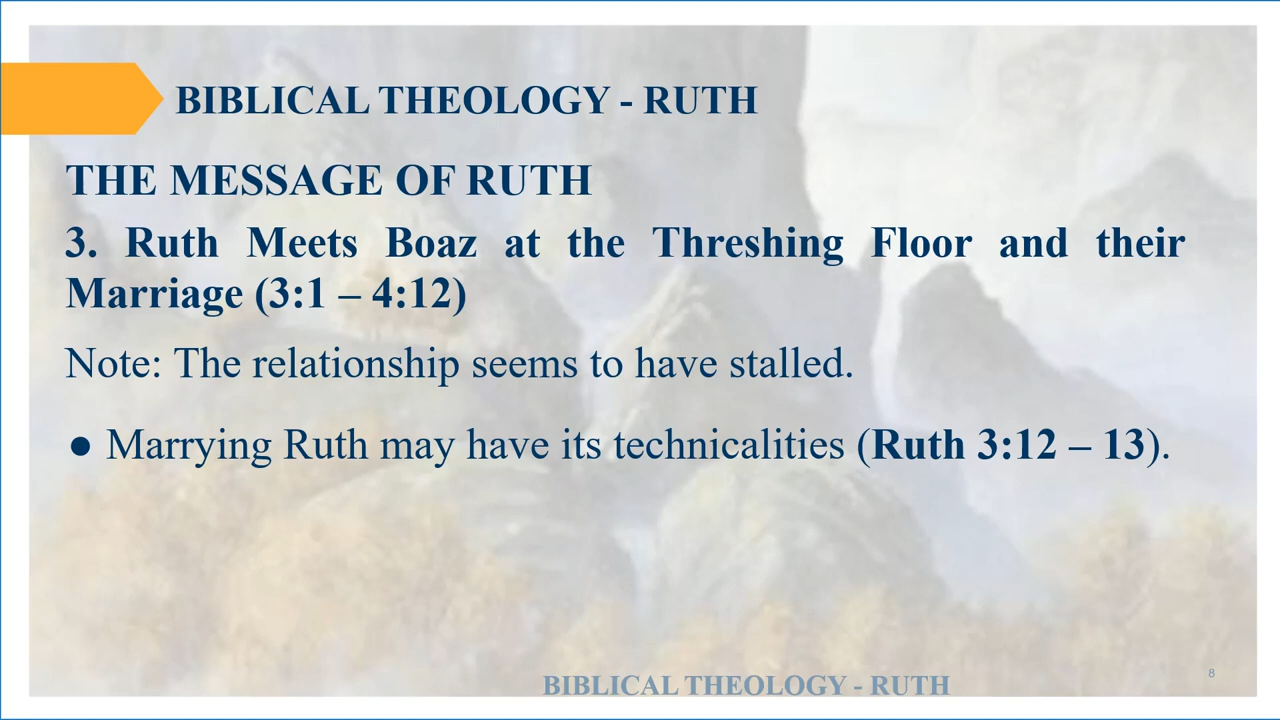 BIBLICAL THEOLOGY - RUTH
THE MESSAGE OF RUTH
3. Ruth Meets Boaz at the Threshing Floor and their
Marriage (3:1 – 4:12)
Note: The relationship seems to have stalled.
● Marrying Ruth may have its technicalities (Ruth 3:12 – 13).
8
BIBLICAL THEOLOGY - RUTH